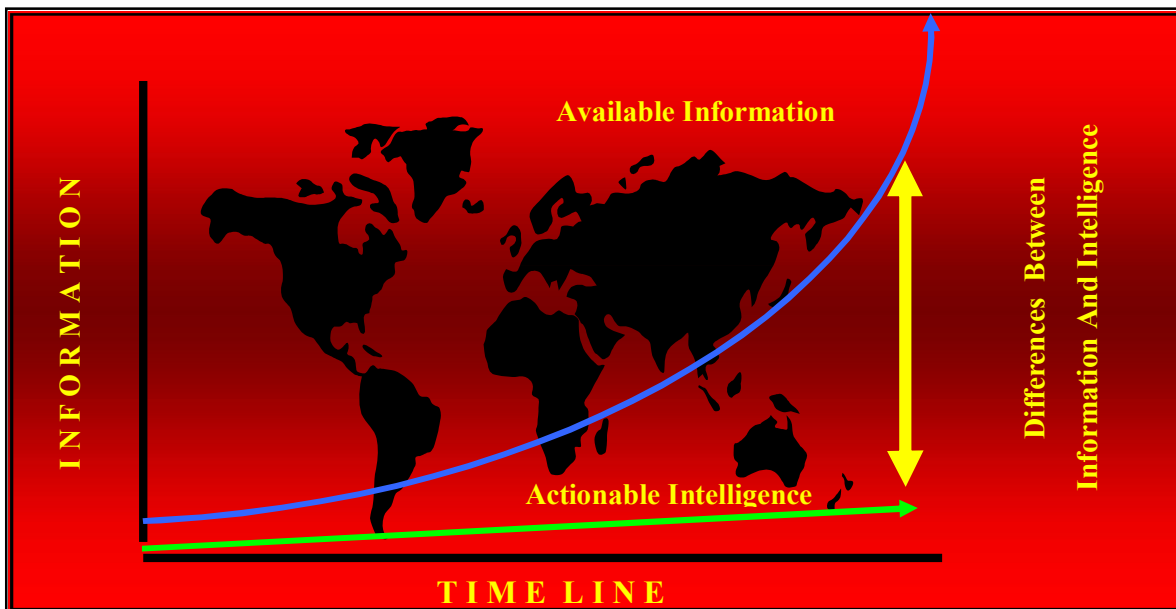 Available Information
INFORMATION
Differences Between
Information And Intelligence
Actionable Intelligence
TIME LINE